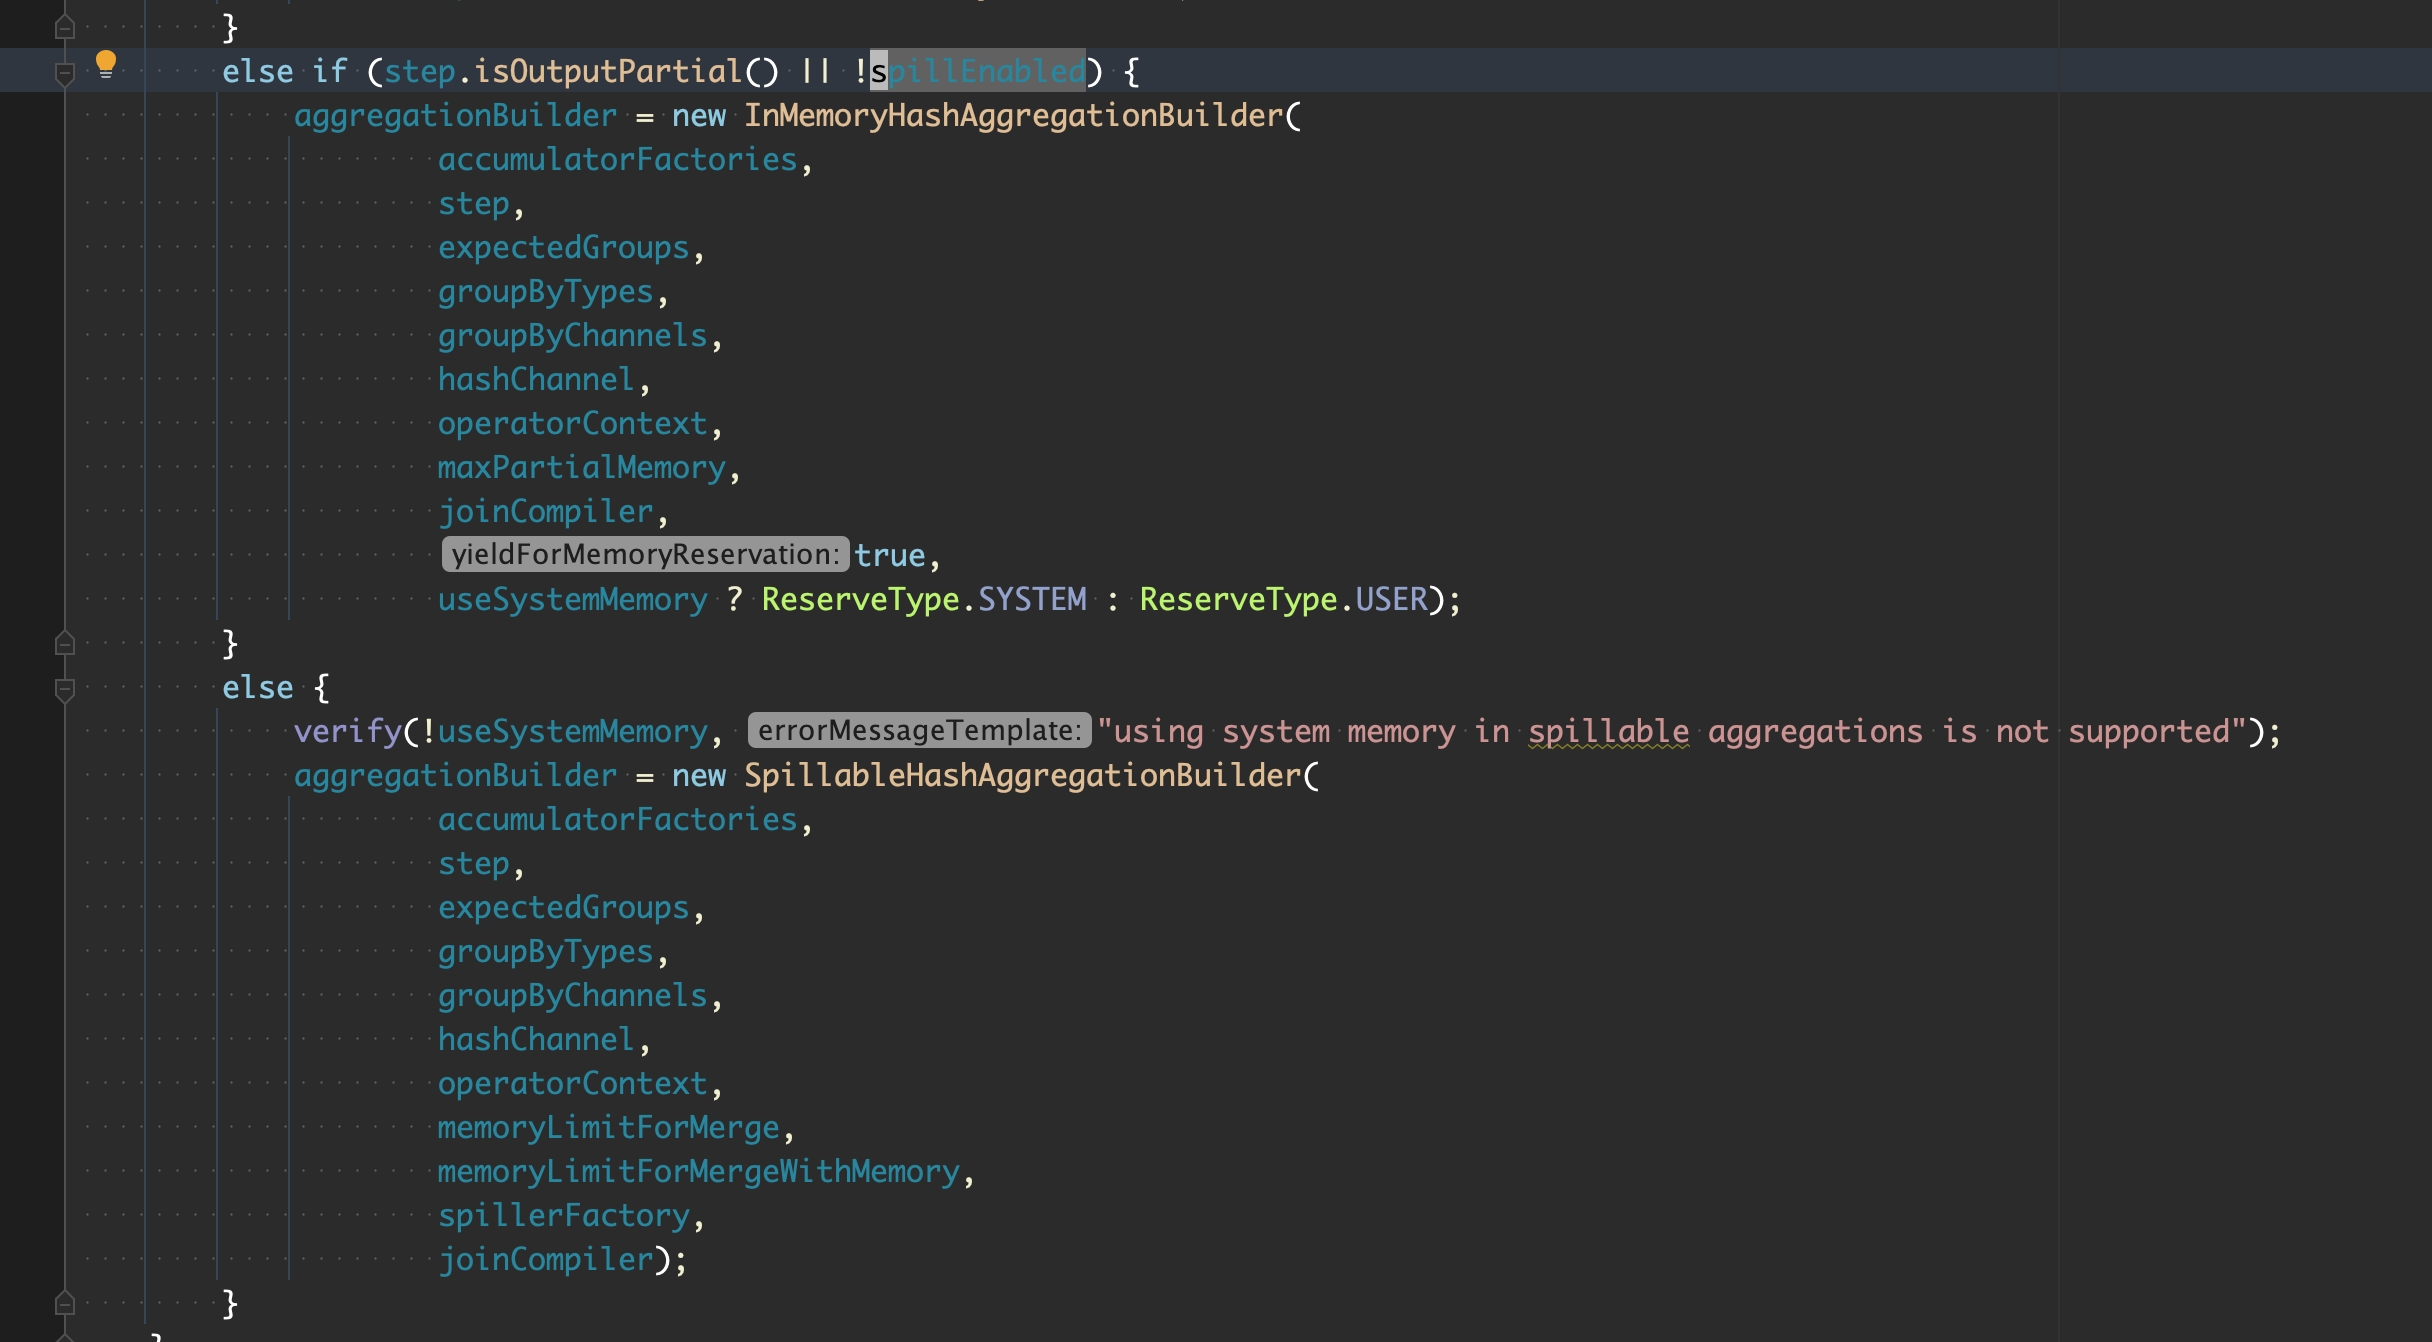 }
else if (step.isOutputPartial() || !spillEnabled) {
aggregationBuilder = new InMemoryHashAggregationBuilder(
accumulatorFactories,
step,
expectedGroups,
groupByTypes,
groupByChannels,
hashChannel,
operatorContext,
maxPartialMemory,
joinCompiler,
yieldForMemoryReservation: true,
useSystemMemory ? ReserveType.SYSTEM : ReserveType.USER);
}
else {
verify(!useSystemMemory, errorMessageTemplate: "using system memory in spillable aggregations is not supported");
aggregationBuilder = new SpillableHashAggregationBuilder(
accumulatorFactories,
step,
expectedGroups,
groupByTypes,
groupByChannels,
hashChannel,
operatorContext,
memoryLimitForMerge,
memoryLimitForMergeWithMemory,
spillerFactory,
joinCompiler);
}